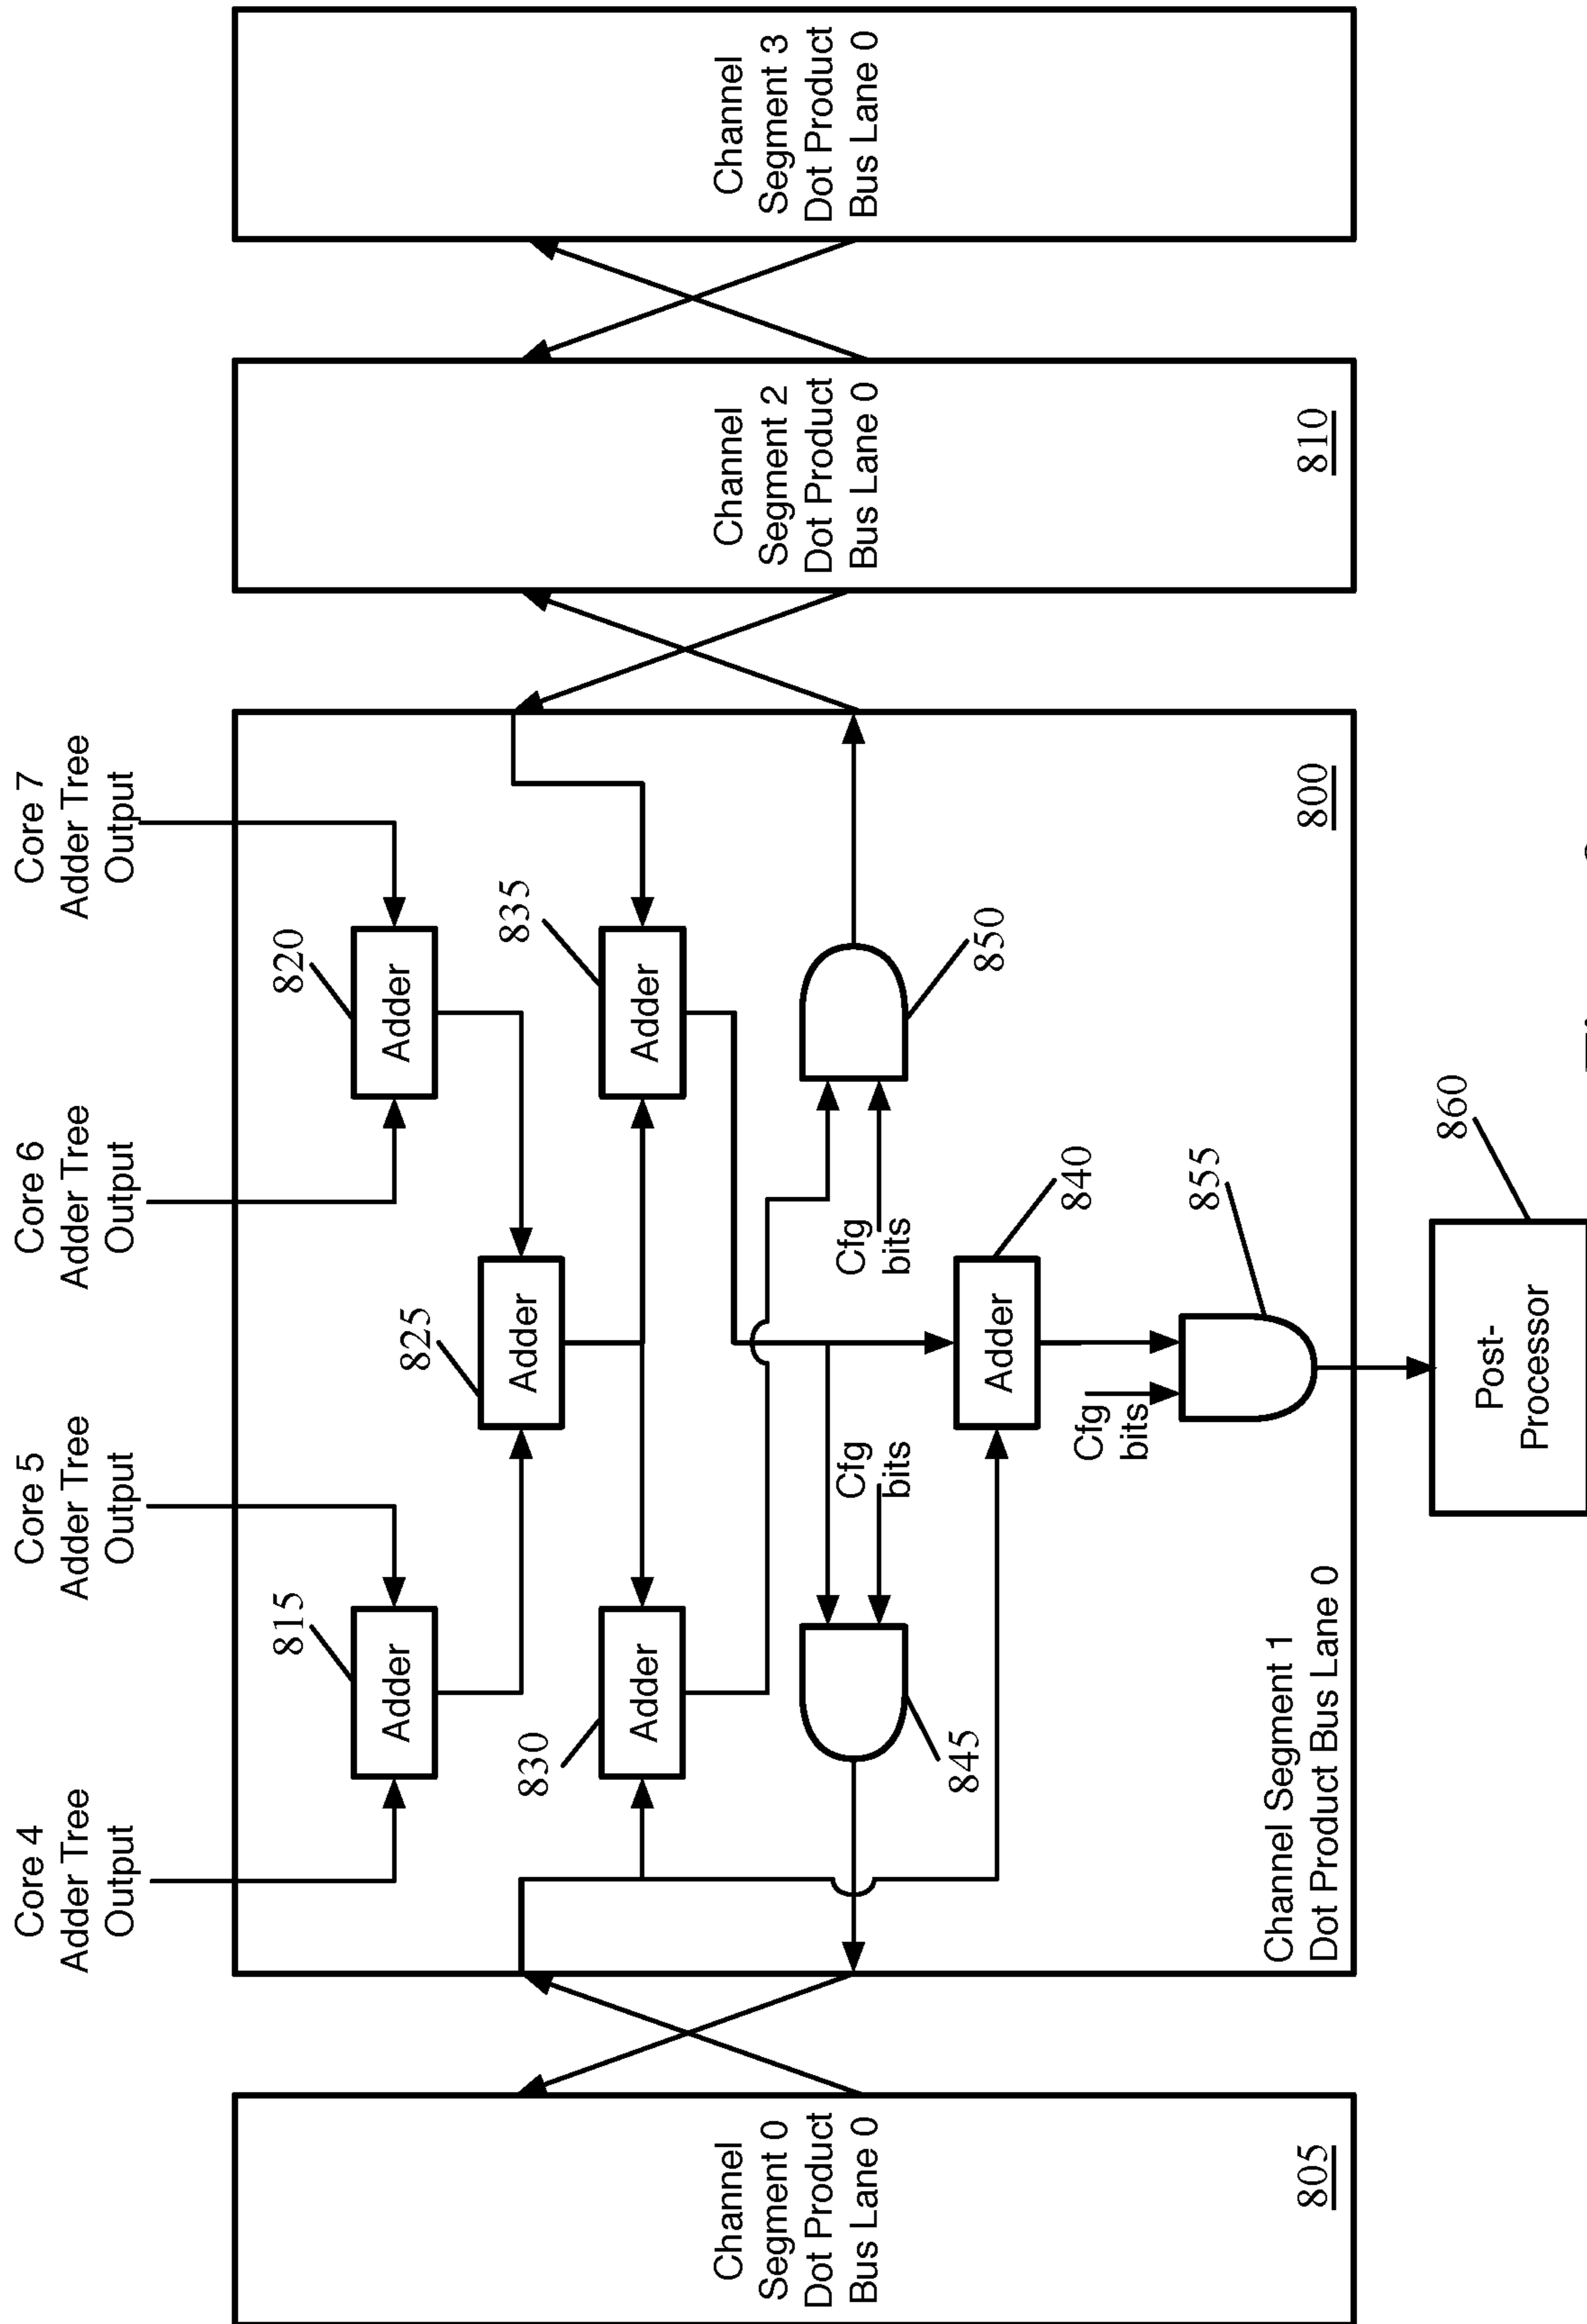 Core 4
Adder Tree
Output
Core 5
Adder Tree
Output
Core 6
Adder Tree
Output
Core 7
Adder Tree
Output
815
Adder
820
Adder
825
Adder
830
Adder
835
Adder
845
Cfg
bits
Cfg
bits
850
840
Adder
Cfg
bits
855
Channel Segment 1
Dot Product Bus Lane 0
800
Channel
Segment 0
Dot Product
Bus Lane 0
805
Channel
Segment 2
Dot Product
Bus Lane 0
810
Channel
Segment 3
Dot Product
Bus Lane 0
860
Post-
Processor